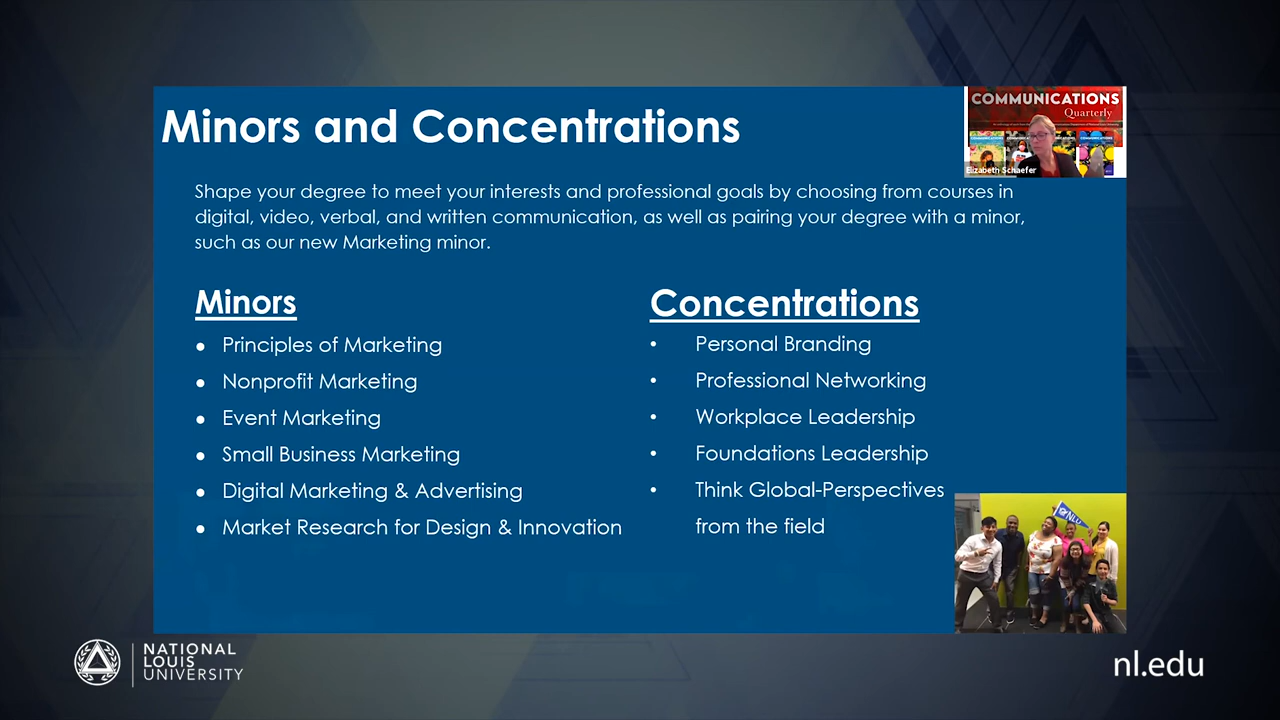 Minors and Concentrations
COMMUNICATIONS
Quarterly
Elizabeth Schaefer
Shape your degree to meet your interests and professional goals by choosing from courses in
digital, video, verbal, and written communication, as well as pairing your degree with a minor,
such as our new Marketing minor.
Minors
• Principles of Marketing
• Nonprofit Marketing
• Event Marketing
• Small Business Marketing
• Digital Marketing & Advertising
• Market Research for Design & Innovation
Concentrations
• Personal Branding
• Professional Networking
• Workplace Leadership
• Foundations Leadership
• Think Global-Perspectives
from the field
NLU
NATIONAL
LOUIS
UNIVERSITY
nl.edu